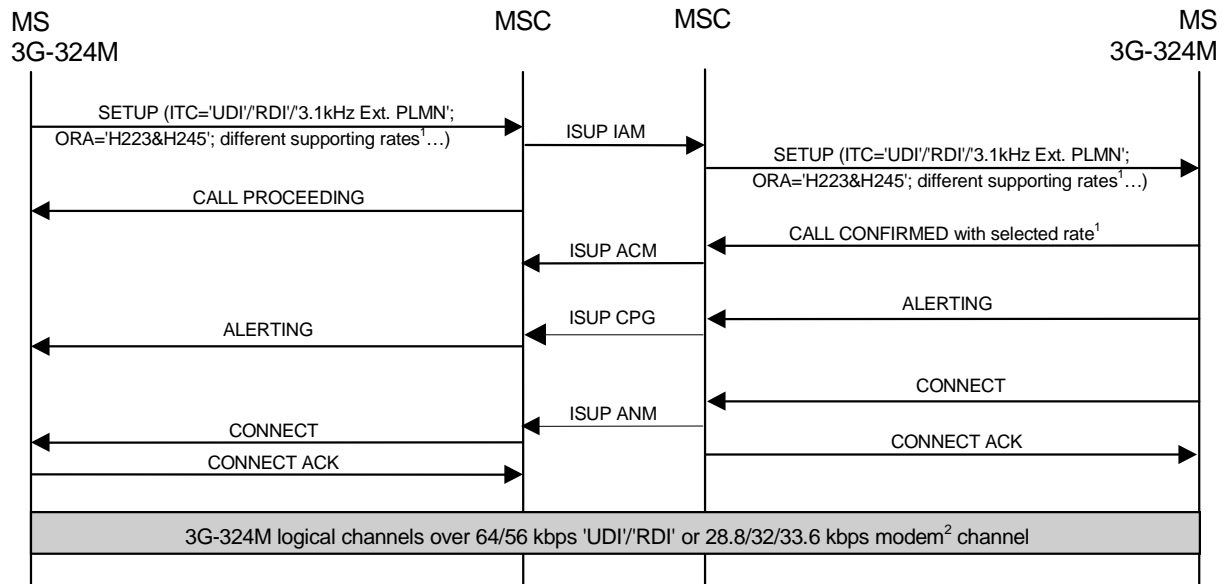 MS
3G-324M
MSC
MSC
MS
3G-324M
SETUP (ITC='UDI'/'RDI'/'3.1kHz Ext. PLMN';
ORA='H223&H245'; different supporting rates¹…)
ISUP IAM
SETUP (ITC='UDI'/'RDI'/'3.1kHz Ext. PLMN';
ORA='H223&H245'; different supporting rates¹…)
CALL PROCEEDING
CALL CONFIRMED with selected rate¹
ISUP ACM
ALERTING
ISUP CPG
ALERTING
CONNECT
ISUP ANM
CONNECT
CONNECT ACK
CONNECT ACK
3G-324M logical channels over 64/56 kbps 'UDI'/'RDI' or 28.8/32/33.6 kbps modem² channel